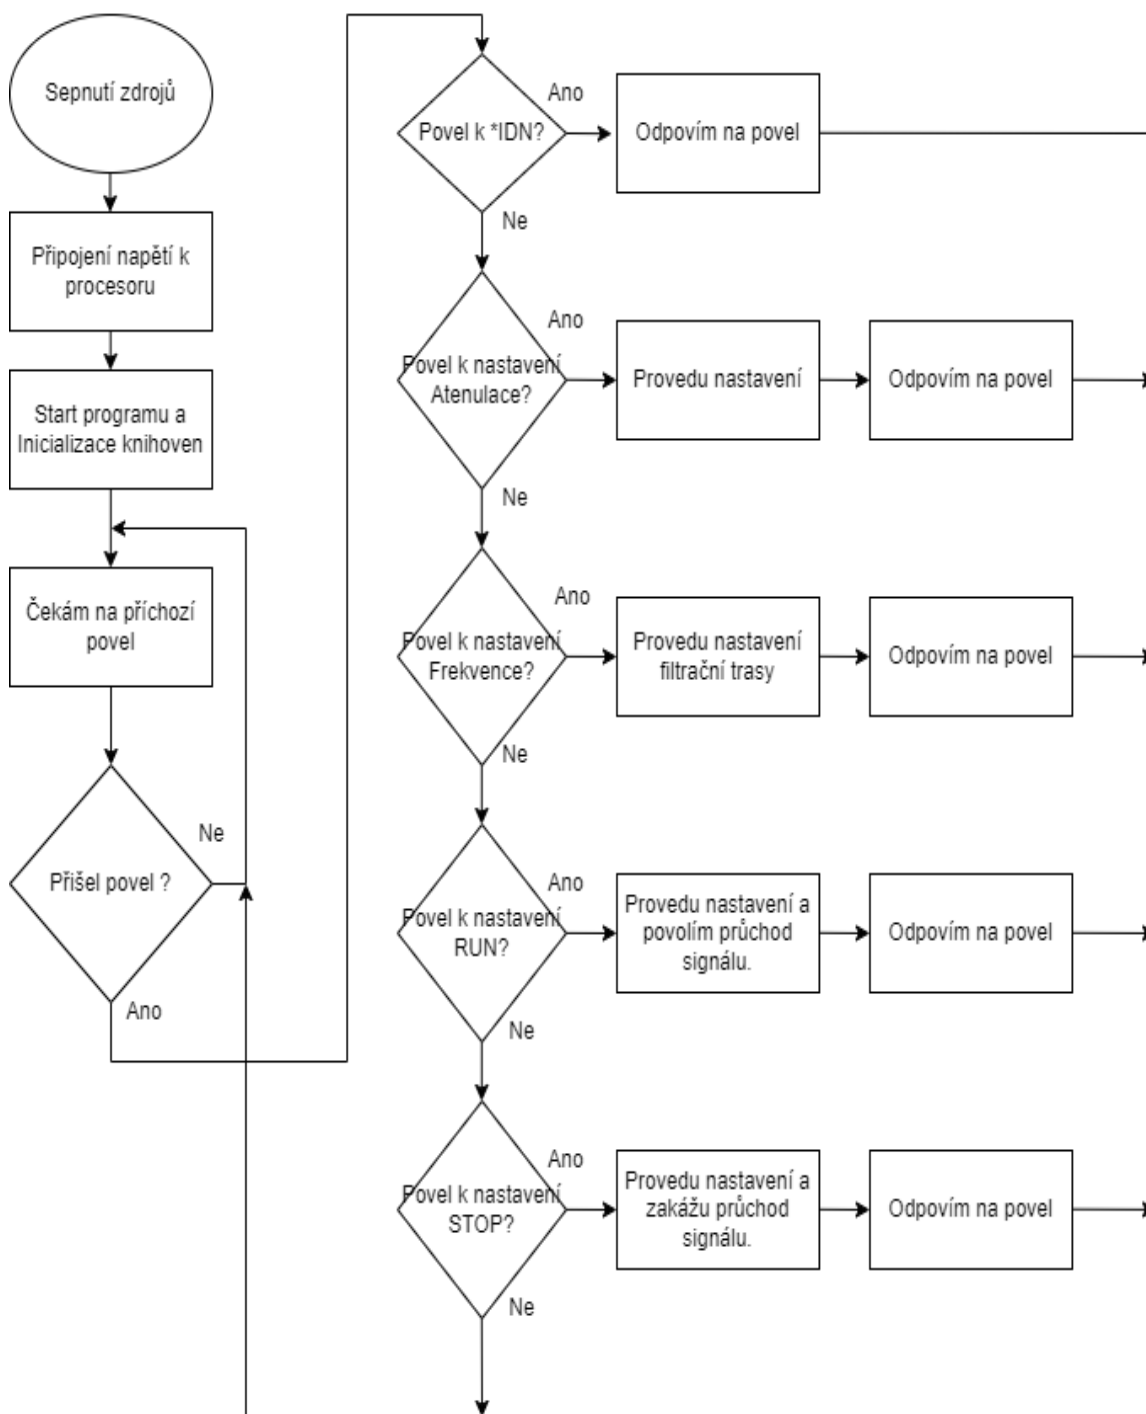 Sepnutí zdrojů
Připojení napětí k
procesoru
Start programu a
Inicializace knihoven
Čekám na příchozí
povel
Přišel povel ?
Ne
Ano
Povel k *IDN?
Ano
Odpovím na povel
Ne
Povel k nastavení
Atenulace?
Ano
Provedu nastavení
Odpovím na povel
Ne
Povel k nastavení
Frekvence?
Ano
Provedu nastavení
filtrační trasy
Odpovím na povel
Ne
Povel k nastavení
RUN?
Ano
Provedu nastavení a
povolím průchod
signálu.
Odpovím na povel
Ne
Povel k nastavení
STOP?
Ano
Provedu nastavení a
zakážu průchod
signálu.
Odpovím na povel
Ne